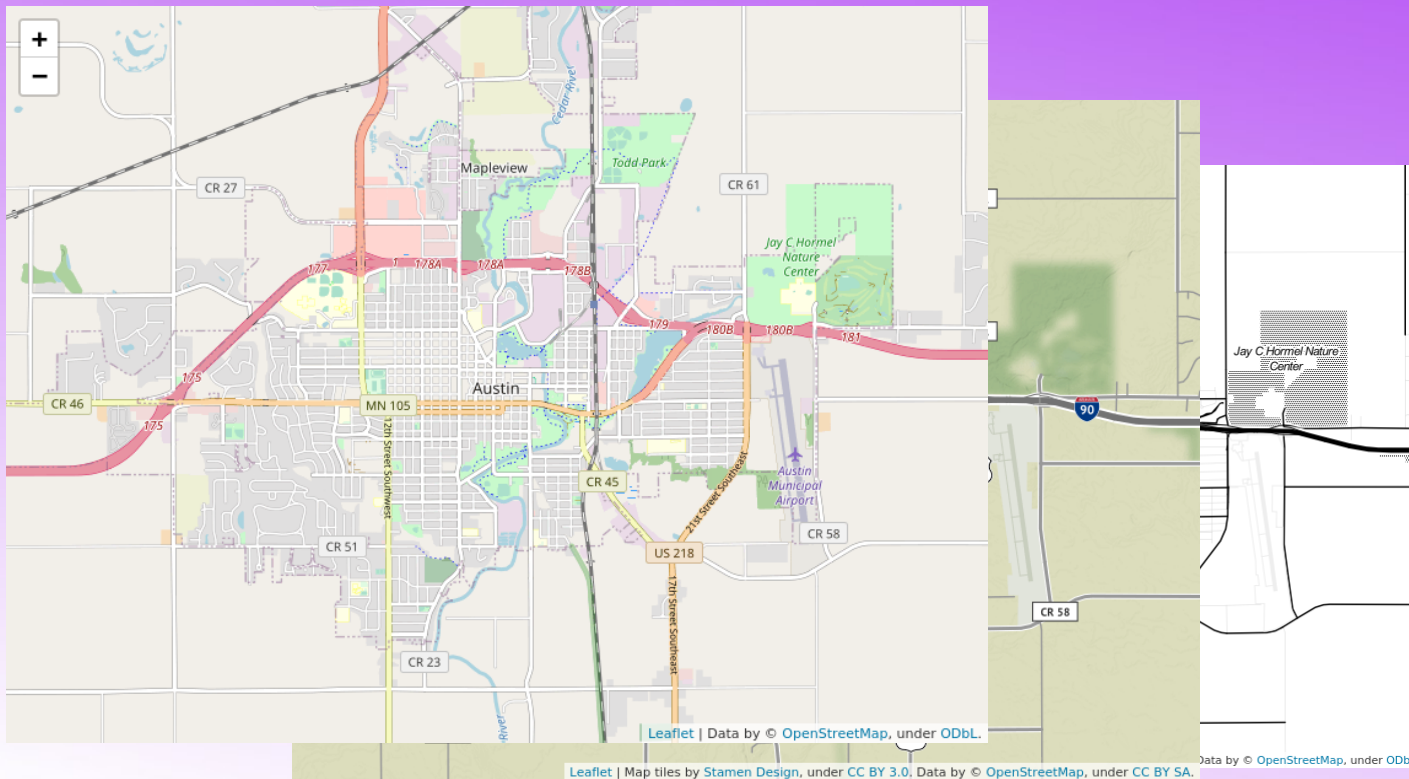 +
−
Cedar River
Mapleview
Todd Park
CR 27
CR 61
Jay C Hormel
Nature
Center
177
1
178A
178A
178B
179
180B
180B
181
175
175
Austin
CR 46
MN 105
12th Street Southwest
21st Street Southeast
CR 45
Austin
Municipal
Airport
CR 58
CR 51
US 218
17th Street Southeast
CR 23
River
Leaflet | Data by © OpenStreetMap, under ODbL.
90
CR 58
Leaflet | Map tiles by Stamen Design, under CC BY 3.0. Data by © OpenStreetMap, under CC BY SA.
Jay C Hormel Nature
Center
Data by © OpenStreetMap, under ODb